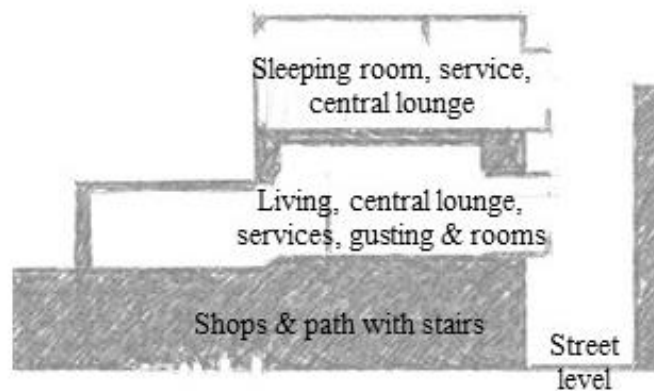 Sleeping room, service,
central lounge
Living, central lounge,
services, gusting & rooms
Shops & path with stairs
Street
level